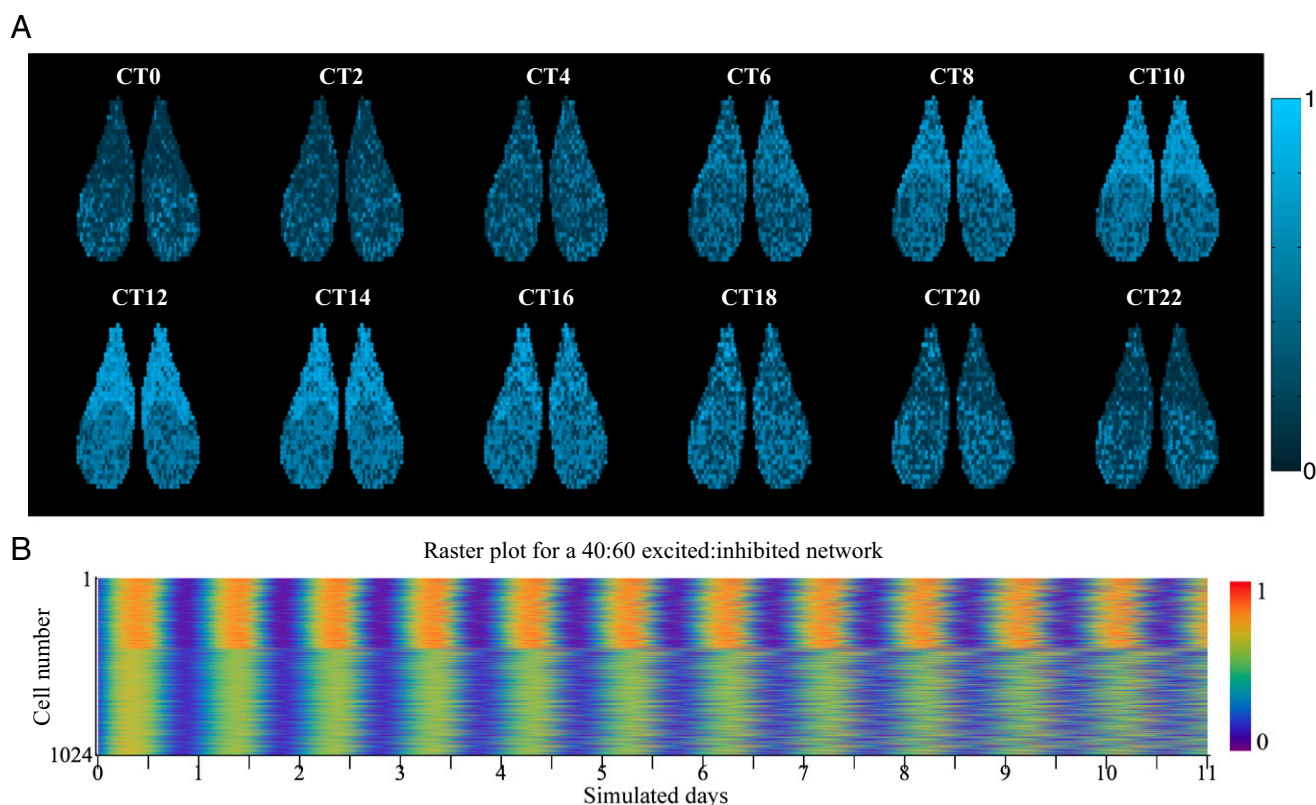 A
CT0 CT2 CT4 CT6 CT8 CT10
1
CT12 CT14 CT16 CT18 CT20 CT22
0
B
Raster plot for a 40:60 excited:inhibited network
1
1
Cell number
0
1024
0 1 2 3 4 5 6 7 8 9 10 11
Simulated days